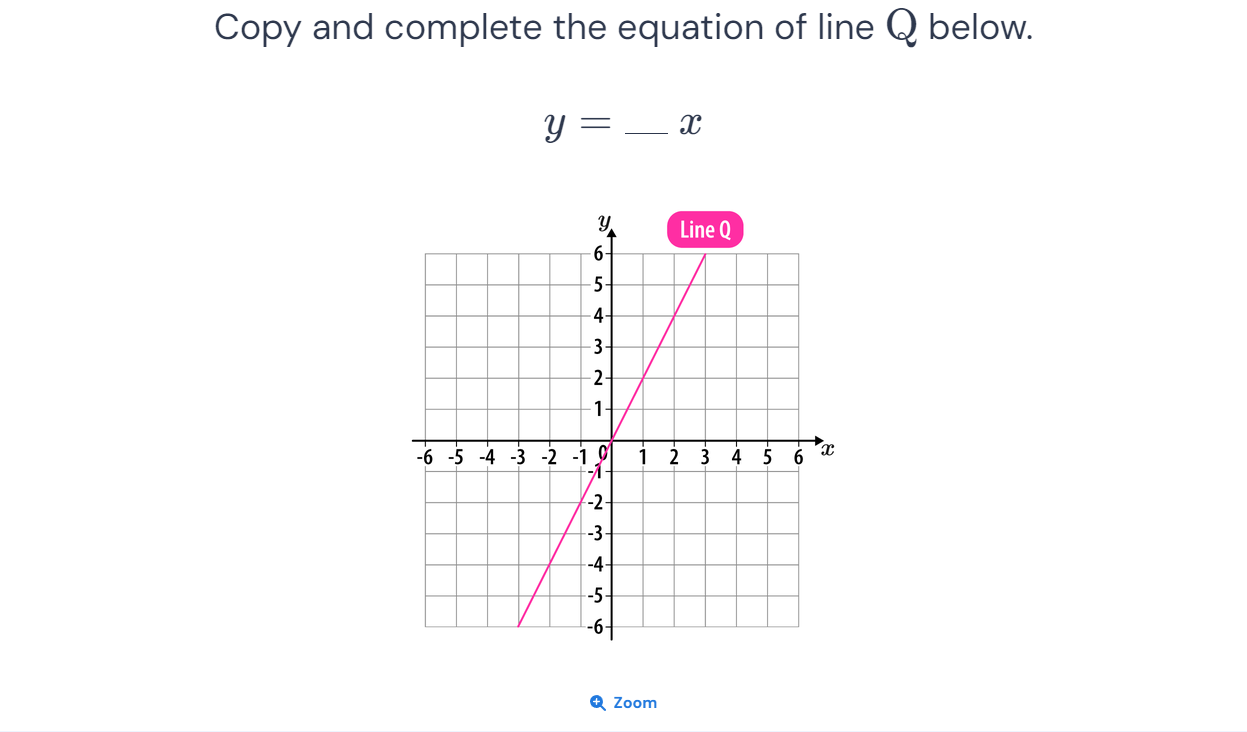 Copy and complete the equation of line Q below.
y = __ x
y
Line Q
6
5
4
3
2
1
-6 -5 -4 -3 -2 -1 0 1 2 3 4 5 6 x
-1
-2
-3
-4
-5
-6
Zoom